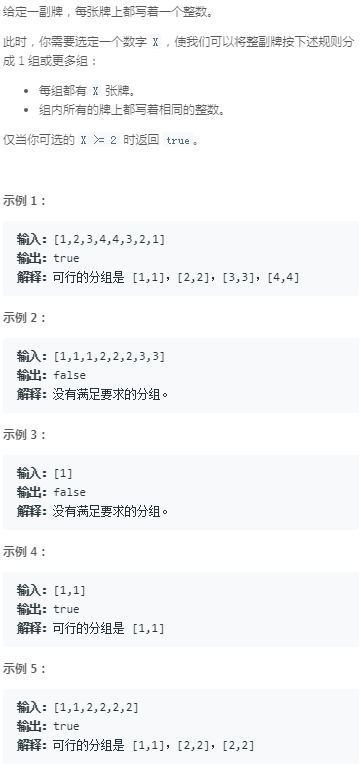 给定一副牌，每张牌上都写着一个整数。
此时，你需要选定一个数字 X，使我们可以将整副牌按下述规则分
成 1 组或更多组：
每组都有 X 张牌。
组内所有的牌上都写着相同的整数。
仅当你可选的 X >= 2 时返回 true。
示例 1：
输入：[1,2,3,4,4,3,2,1]
输出：true
解释：可行的分组是 [1,1]，[2,2]，[3,3]，[4,4]
示例 2：
输入：[1,1,1,2,2,2,3,3]
输出：false
解释：没有满足要求的分组。
示例 3：
输入：[1]
输出：false
解释：没有满足要求的分组。
示例 4：
输入：[1,1]
输出：true
解释：可行的分组是 [1,1]
示例 5：
输入：[1,1,2,2,2,2]
输出：true
解释：可行的分组是 [1,1]，[2,2]，[2,2]